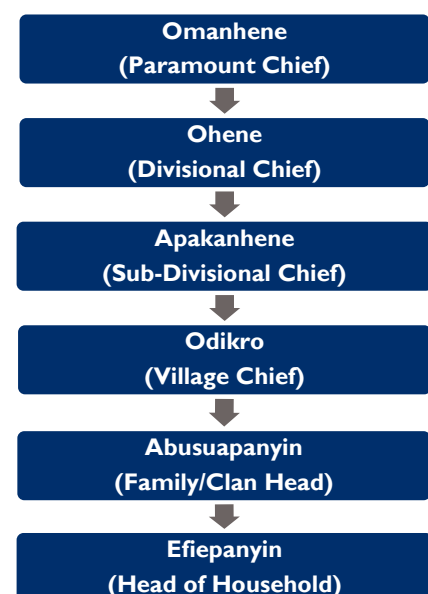 Omanhene
(Paramount Chief)
Ohene
(Divisional Chief)
Apakanhene
(Sub-Divisional Chief)
Odikro
(Village Chief)
Abusuapanyin
(Family/Clan Head)
Efiepanyin
(Head of Household)